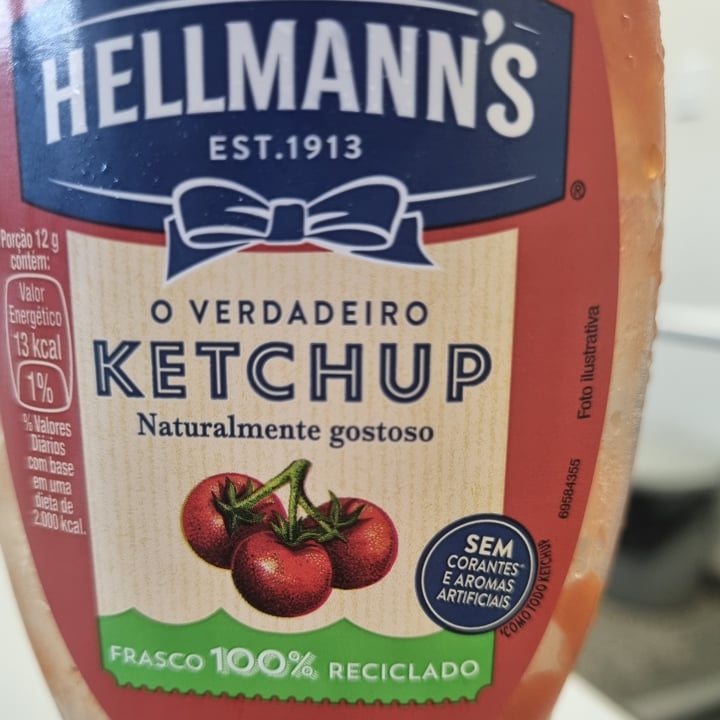 HELLMANN'S
EST.1913
®
Porção 12 g
contém:
Valor
Energético
13 kcal
1%
% Valores
Diários
com base
em uma
dieta de
2.000 kcal.
O VERDADEIRO
KETCHUP
Naturalmente gostoso
SEM
CORANTES*
E AROMAS
ARTIFICIAIS
*COMO TODO KETCHUP
FRASCO 100% RECICLADO
Foto ilustrativa
69584355